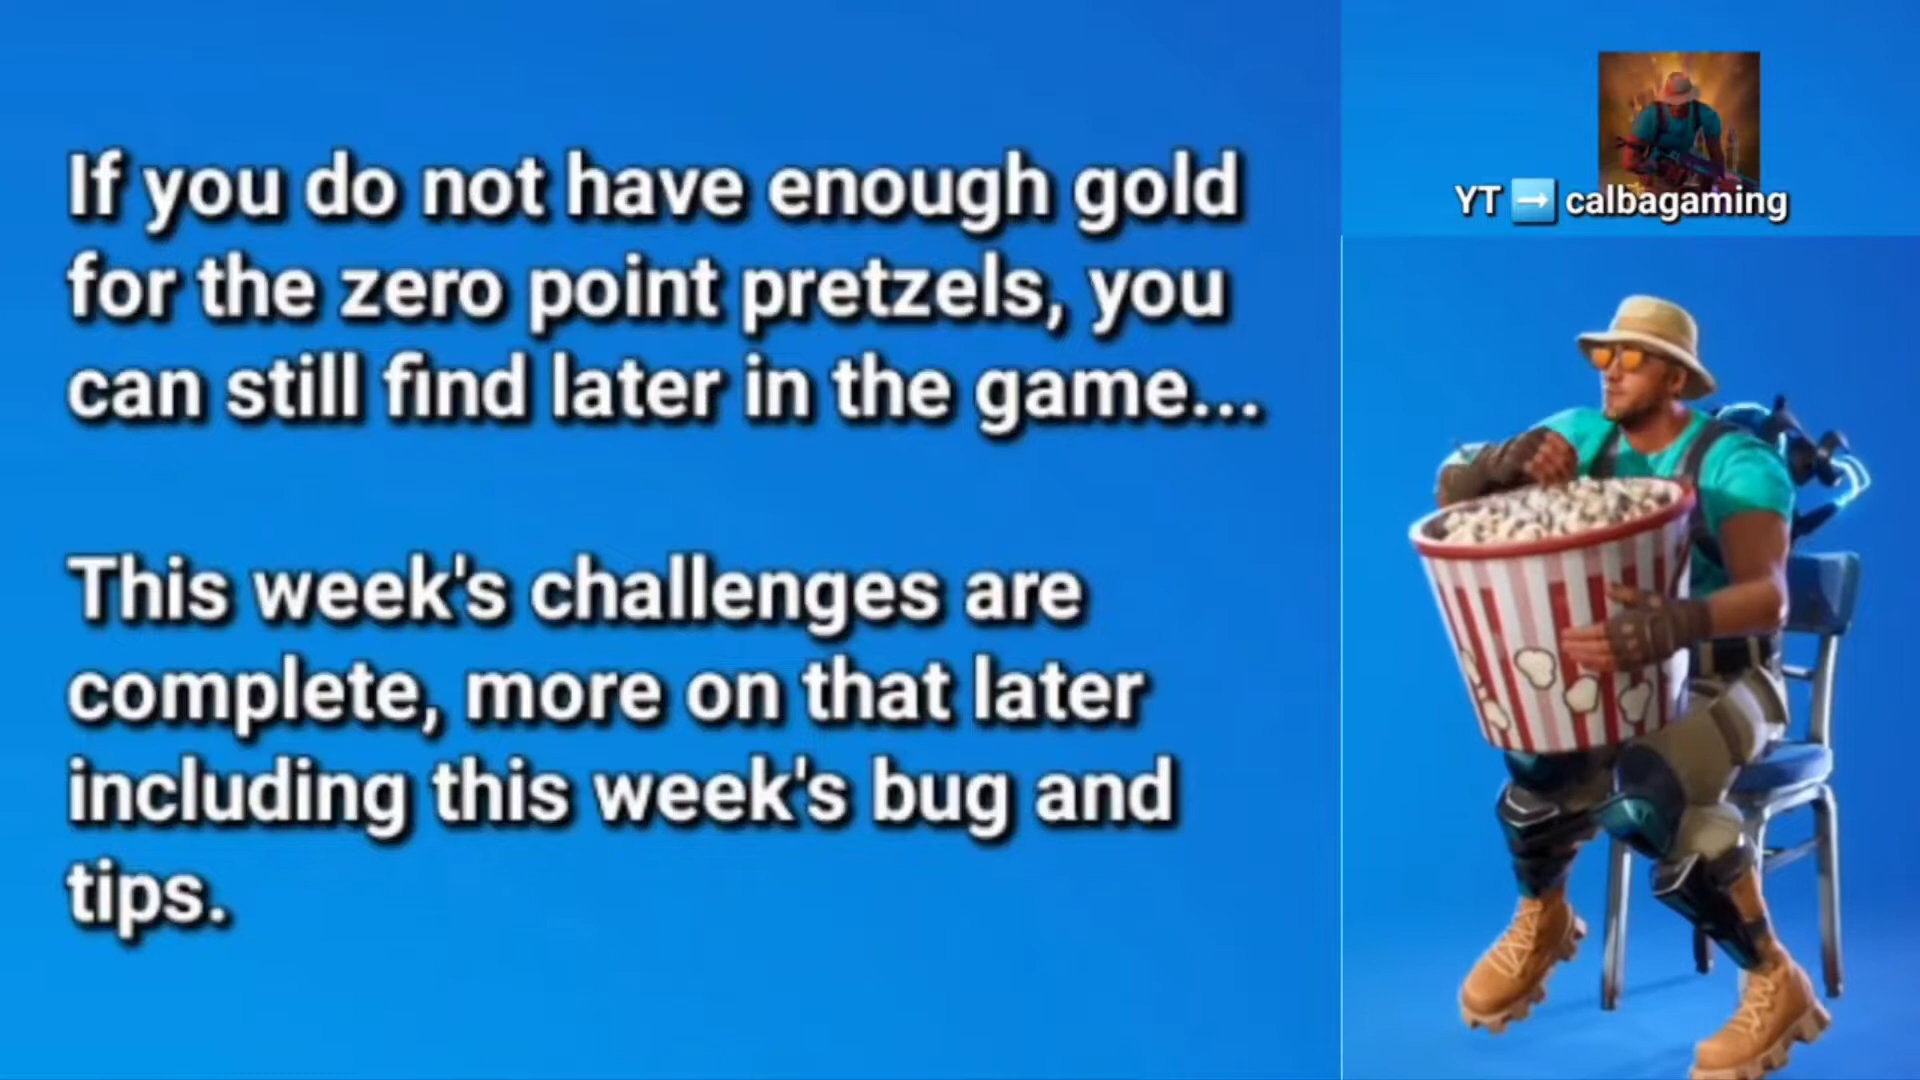 If you do not have enough gold
for the zero point pretzels, you
can still find later in the game...
This week's challenges are
complete, more on that later
including this week's bug and
tips.
YT ➡ calbagaming